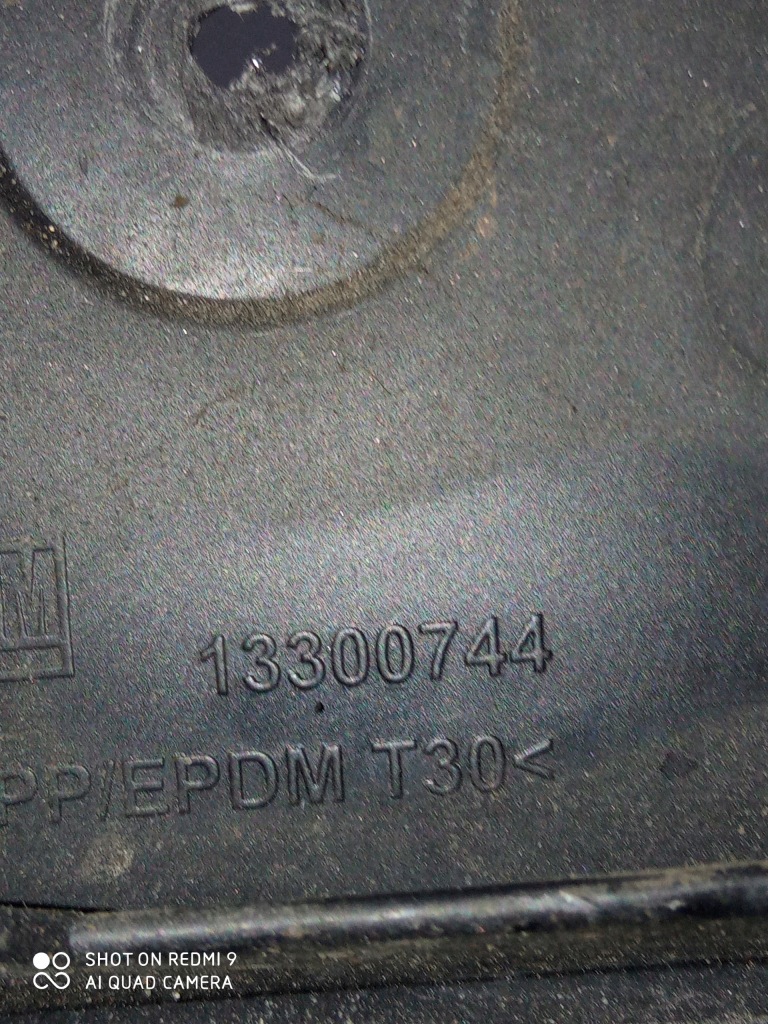 M
13300744
PP/EPDM T30<
SHOT ON REDMI 9
AI QUAD CAMERA